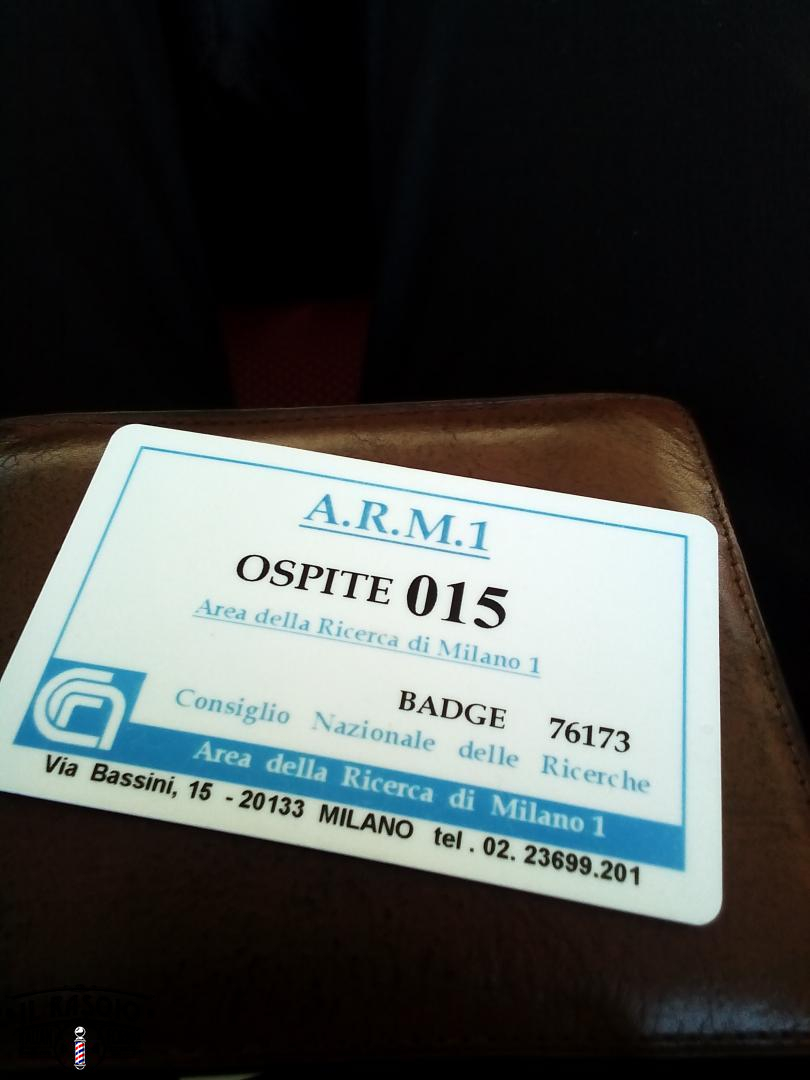 A.R.M.1
OSPITE 015
Area della Ricerca di Milano 1
BADGE 76173
Consiglio Nazionale delle Ricerche
Area della Ricerca di Milano 1
Via Bassini, 15 - 20133 MILANO tel . 02. 23699.201